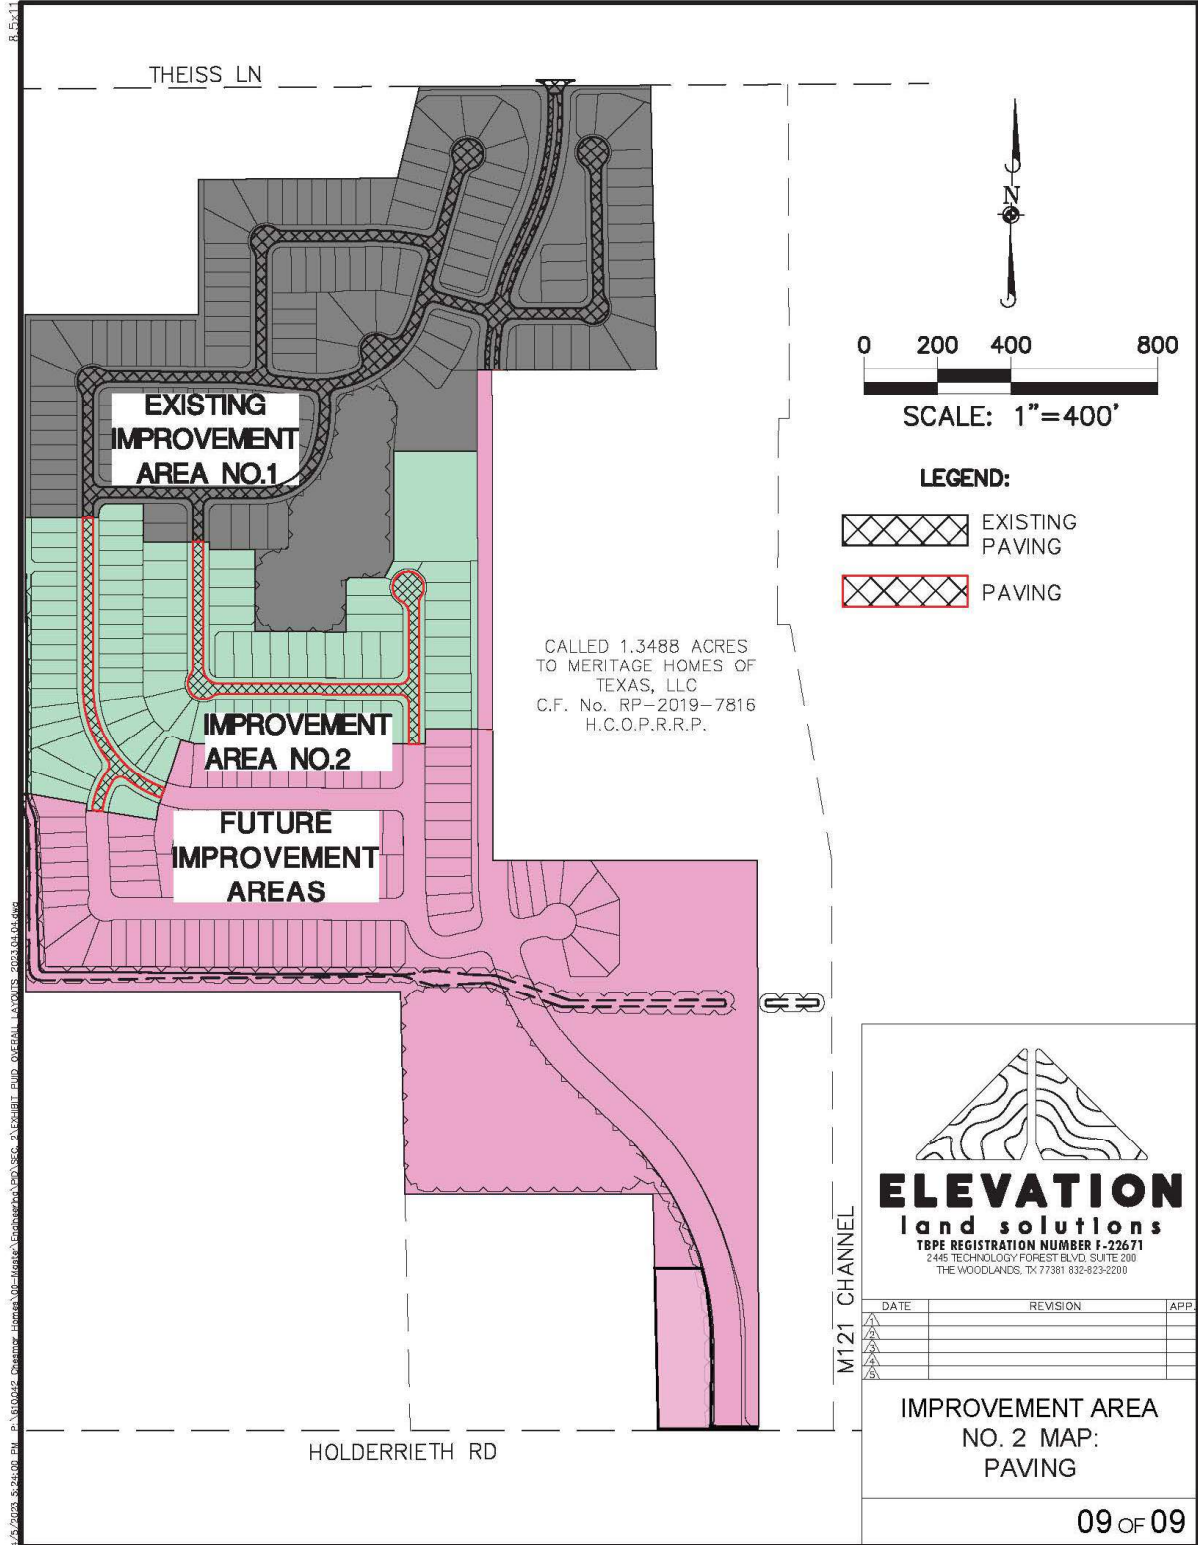 8.5x11
THEISS LN
N
0 200 400 800
SCALE: 1"=400'
LEGEND:
EXISTING
PAVING
PAVING
EXISTING
IMPROVEMENT
AREA NO.1
CALLED 1.3488 ACRES
TO MERITAGE HOMES OF
TEXAS, LLC
C.F. No. RP-2019-7816
H.C.O.P.R.R.P.
IMPROVEMENT
AREA NO.2
FUTURE
IMPROVEMENT
AREAS
M121 CHANNEL
HOLDERRIETH RD
ELEVATION
land solutions
TBPE REGISTRATION NUMBER F-22671
2445 TECHNOLOGY FOREST BLVD, SUITE 200
THE WOODLANDS, TX 77381 832-823-2200
DATE REVISION APP.
1
2
3
4
5
IMPROVEMENT AREA
NO. 2 MAP:
PAVING
09 OF 09